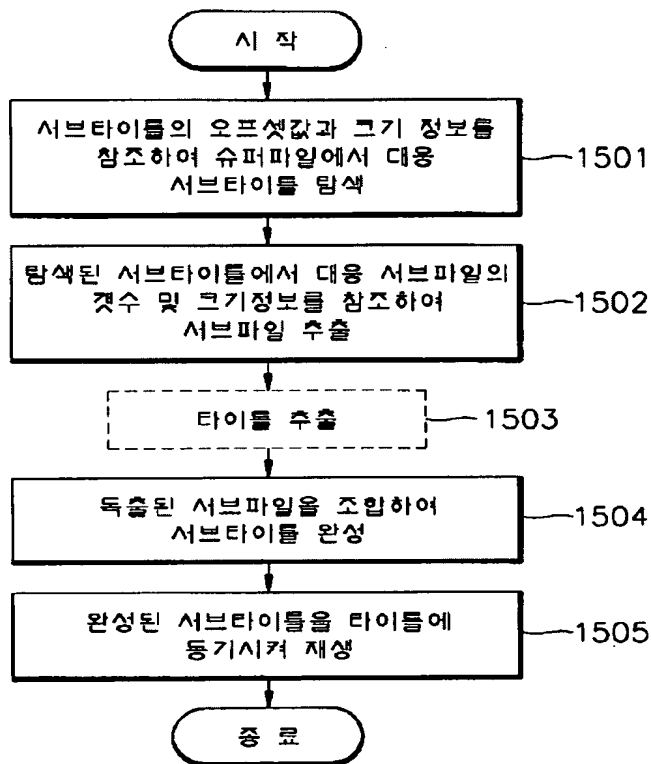 시 작
서브타이틀의 오프셋값과 크기 정보를
참조하여 슈퍼파일에서 대응
서브타이틀 탐색
1501
탐색된 서브타이틀에서 대응 서브파일의
갯수 및 크기정보를 참조하여
서브파일 추출
1502
타이틀 추출
1503
독출된 서브파일을 조합하여
서브타이틀 완성
1504
완성된 서브타이틀을 타이틀에
동기시켜 재생
1505
종 료